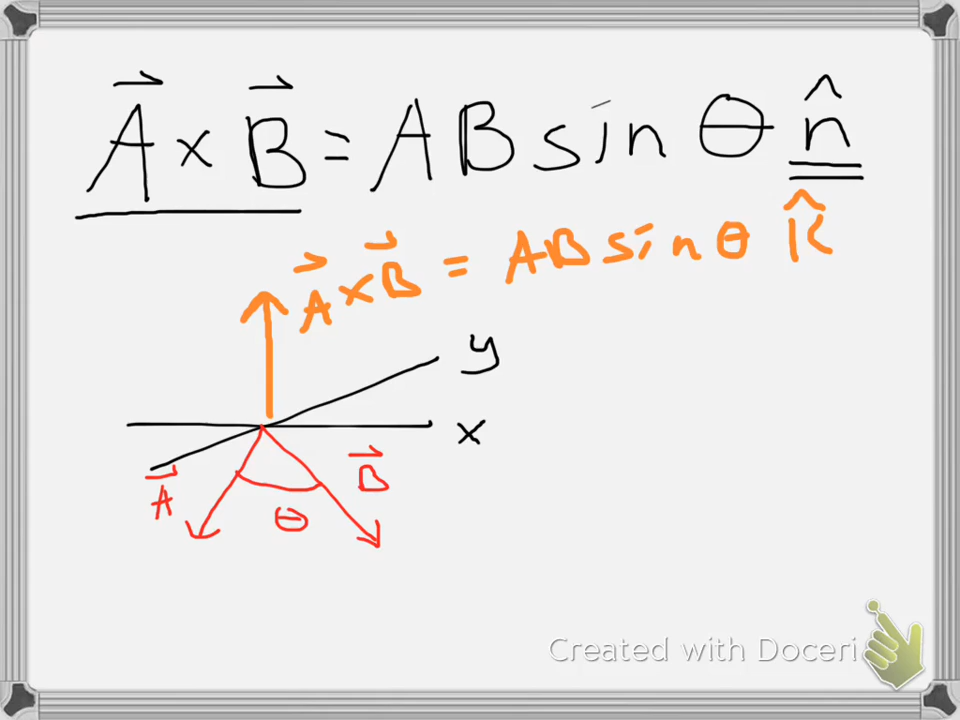 A⃗ × B⃗ = AB sin θ n̂
A⃗ × B⃗ = AB sin θ k̂
y
x
A⃗
B⃗
θ
Created with Doceri